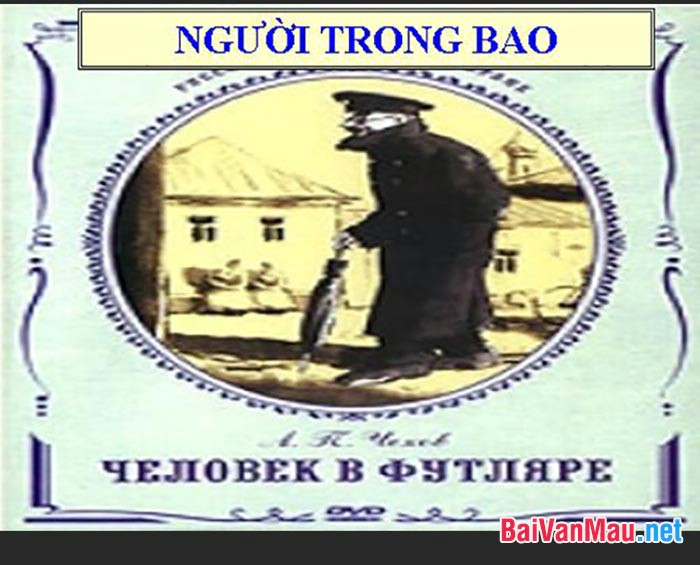 NGƯỜI TRONG BAO
А. П. Чехов
ЧЕЛОВЕК В ФУТЛЯРЕ
DVD
BaiVanMau.net